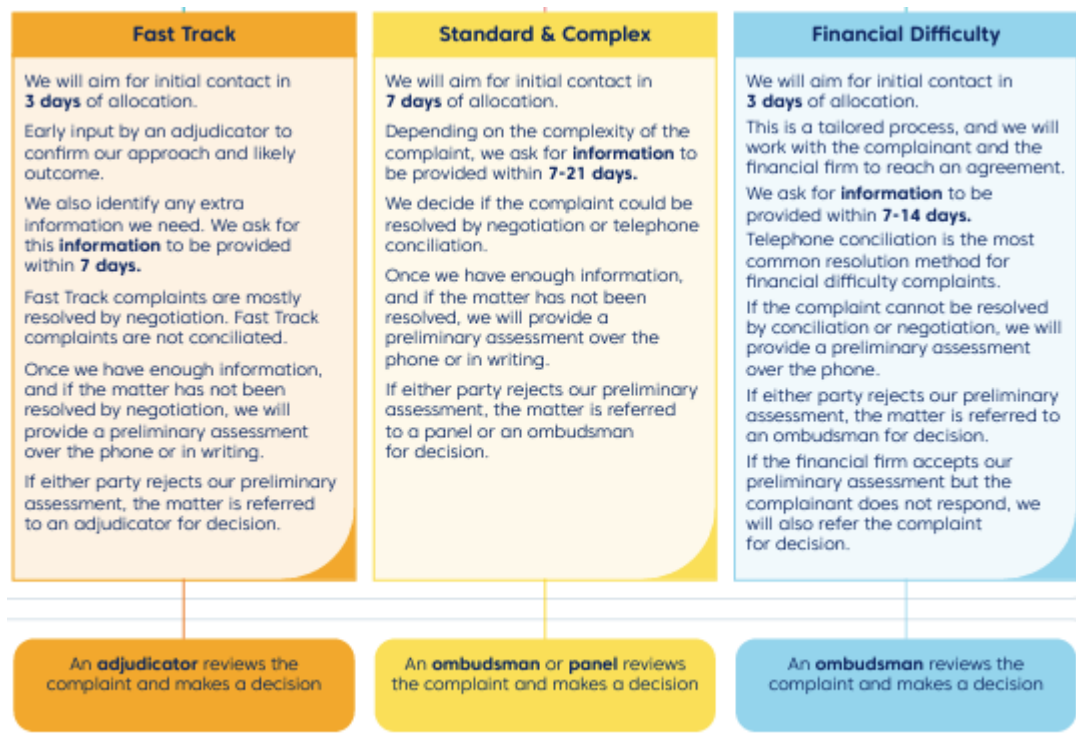 Fast Track
We will aim for initial contact in
3 days of allocation.
Early input by an adjudicator to
confirm our approach and likely
outcome.
We also identify any extra
information we need. We ask for
this information to be provided
within 7 days.
Fast Track complaints are mostly
resolved by negotiation. Fast Track
complaints are not conciliated.
Once we have enough information,
and if the matter has not been
resolved by negotiation, we will
provide a preliminary assessment
over the phone or in writing.
If either party rejects our preliminary
assessment, the matter is referred
to an adjudicator for decision.
An adjudicator reviews the
complaint and makes a decision
Standard & Complex
We will aim for initial contact in
7 days of allocation.
Depending on the complexity of the
complaint, we ask for information to
be provided within 7-21 days.
We decide if the complaint could be
resolved by negotiation or telephone
conciliation.
Once we have enough information,
and if the matter has not been
resolved, we will provide a
preliminary assessment over the
phone or in writing.
If either party rejects our preliminary
assessment, the matter is referred
to a panel or an ombudsman
for decision.
An ombudsman or panel reviews
the complaint and makes a decision
Financial Difficulty
We will aim for initial contact in
3 days of allocation.
This is a tailored process, and we will
work with the complainant and the
financial firm to reach an agreement.
We ask for information to be
provided within 7-14 days.
Telephone conciliation is the most
common resolution method for
financial difficulty complaints.
If the complaint cannot be resolved
by conciliation or negotiation, we will
provide a preliminary assessment
over the phone.
If either party rejects our preliminary
assessment, the matter is referred to
an ombudsman for decision.
If the financial firm accepts our
preliminary assessment but the
complainant does not respond, we
will also refer the complaint
for decision.
An ombudsman reviews the
complaint and makes a decision